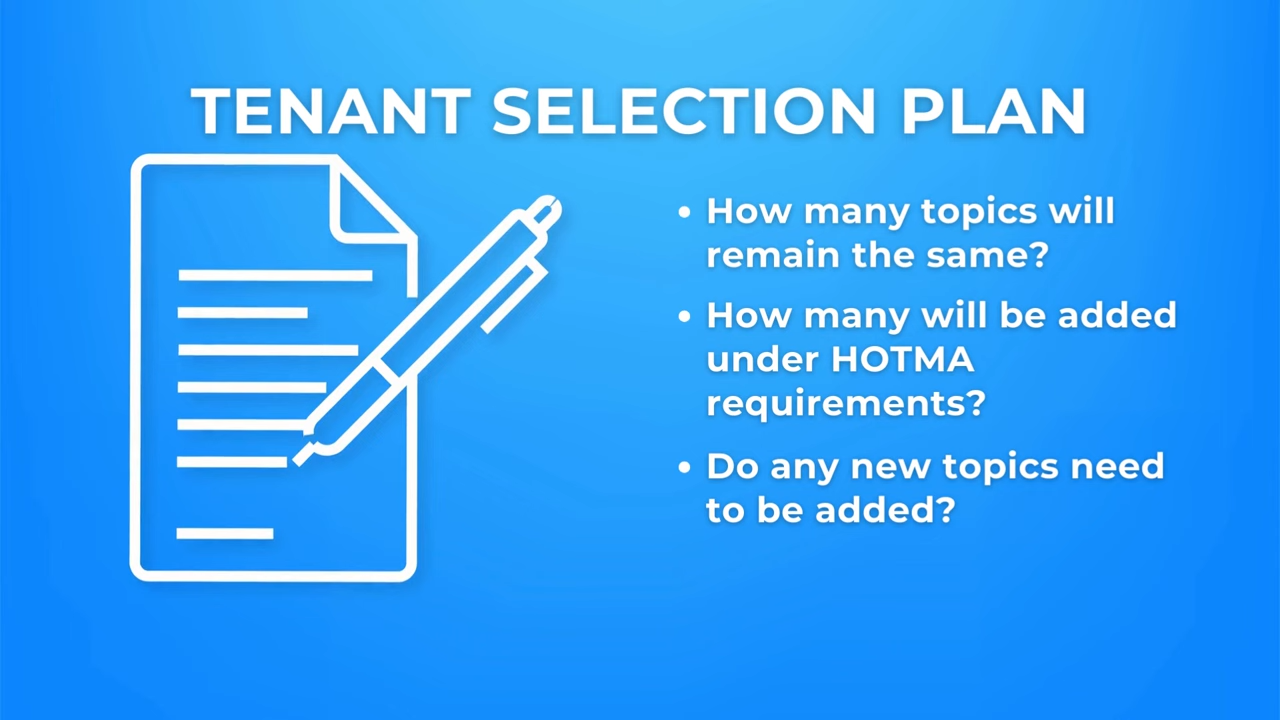 TENANT SELECTION PLAN
• How many topics will
remain the same?
• How many will be added
under HOTMA
requirements?
• Do any new topics need
to be added?